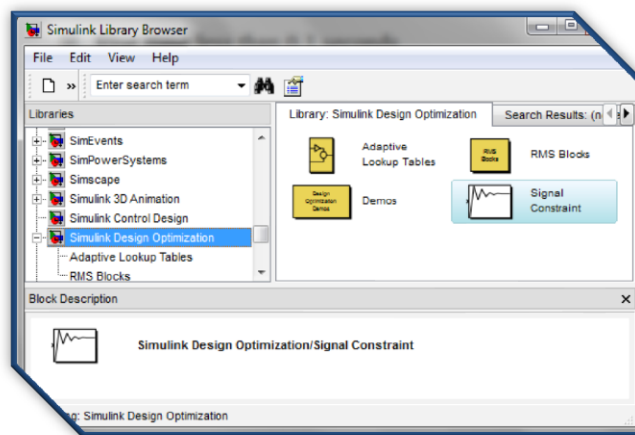 Simulink Library Browser
File Edit View Help
» Enter search term
Libraries
Library: Simulink Design Optimization
Search Results: (n
SimEvents
SimPowerSystems
Simscape
Simulink 3D Animation
Simulink Control Design
Simulink Design Optimization
Adaptive Lookup Tables
RMS Blocks
Adaptive
Lookup Tables
RMS
Blocks
RMS Blocks
Design
Optimization
Demos
Demos
Signal
Constraint
Block Description
Simulink Design Optimization/Signal Constraint
: Simulink Design Optimization